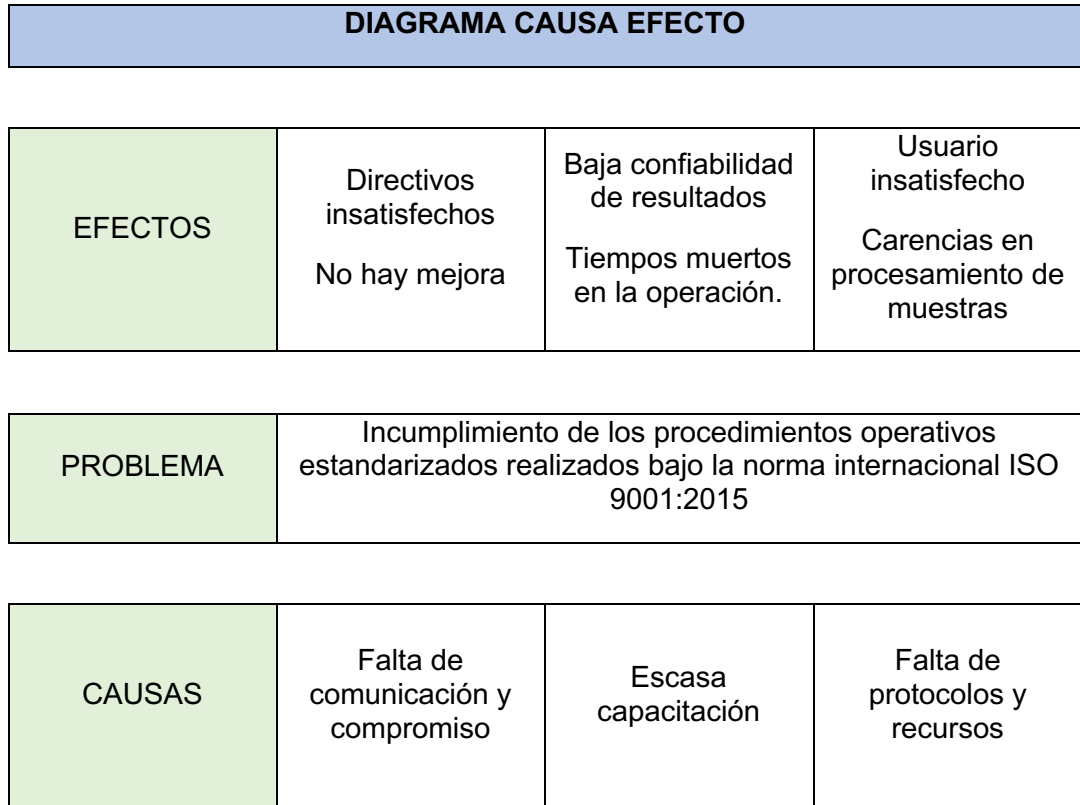 DIAGRAMA CAUSA EFECTO
EFECTOS
Directivos
insatisfechos
No hay mejora
Baja confiabilidad
de resultados
Tiempos muertos
en la operación.
Usuario
insatisfecho
Carencias en
procesamiento de
muestras
PROBLEMA
Incumplimiento de los procedimientos operativos
estandarizados realizados bajo la norma internacional ISO
9001:2015
CAUSAS
Falta de
comunicación y
compromiso
Escasa
capacitación
Falta de
protocolos y
recursos